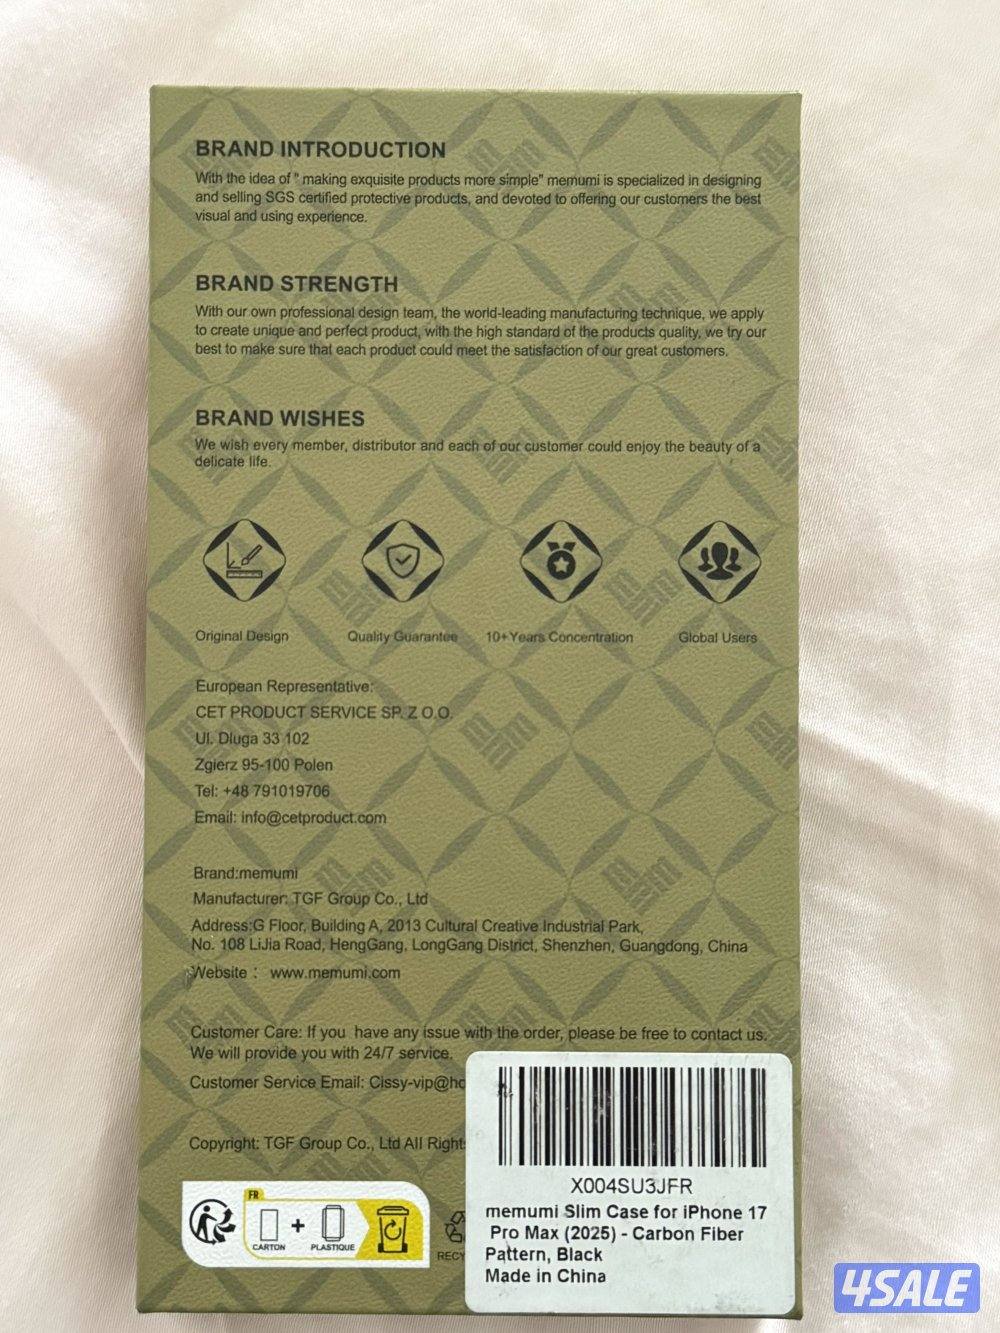 BRAND INTRODUCTION
With the idea of " making exquisite products more simple" memumi is specialized in designing
and selling SGS certified protective products, and devoted to offering our customers the best
visual and using experience.
BRAND STRENGTH
With our own professional design team, the world-leading manufacturing technique, we apply
to create unique and perfect product, with the high standard of the products quality, we try our
best to make sure that each product could meet the satisfaction of our great customers.
BRAND WISHES
We wish every member, distributor and each of our customer could enjoy the beauty of a
delicate life.
Original Design Quality Guarantee 10+Years Concentration Global Users
European Representative:
CET PRODUCT SERVICE SP. Z O.O.
Ul. Dluga 33 102
Zgierz 95-100 Polen
Tel: +48 791019706
Email: info@cetproduct.com
Brand:memumi
Manufacturer: TGF Group Co., Ltd
Address:G Floor, Building A, 2013 Cultural Creative Industrial Park,
No. 108 LiJia Road, HengGang, LongGang District, Shenzhen, Guangdong, China
Website : www.memumi.com
Customer Care: If you have any issue with the order, please be free to contact us.
We will provide you with 24/7 service.
Customer Service Email: Cissy-vip@ho
Copyright: TGF Group Co., Ltd All Right
FR
CARTON + PLASTIQUE
RECY
X004SU3JFR
memumi Slim Case for iPhone 17
Pro Max (2025) - Carbon Fiber
Pattern, Black
Made in China
4SALE